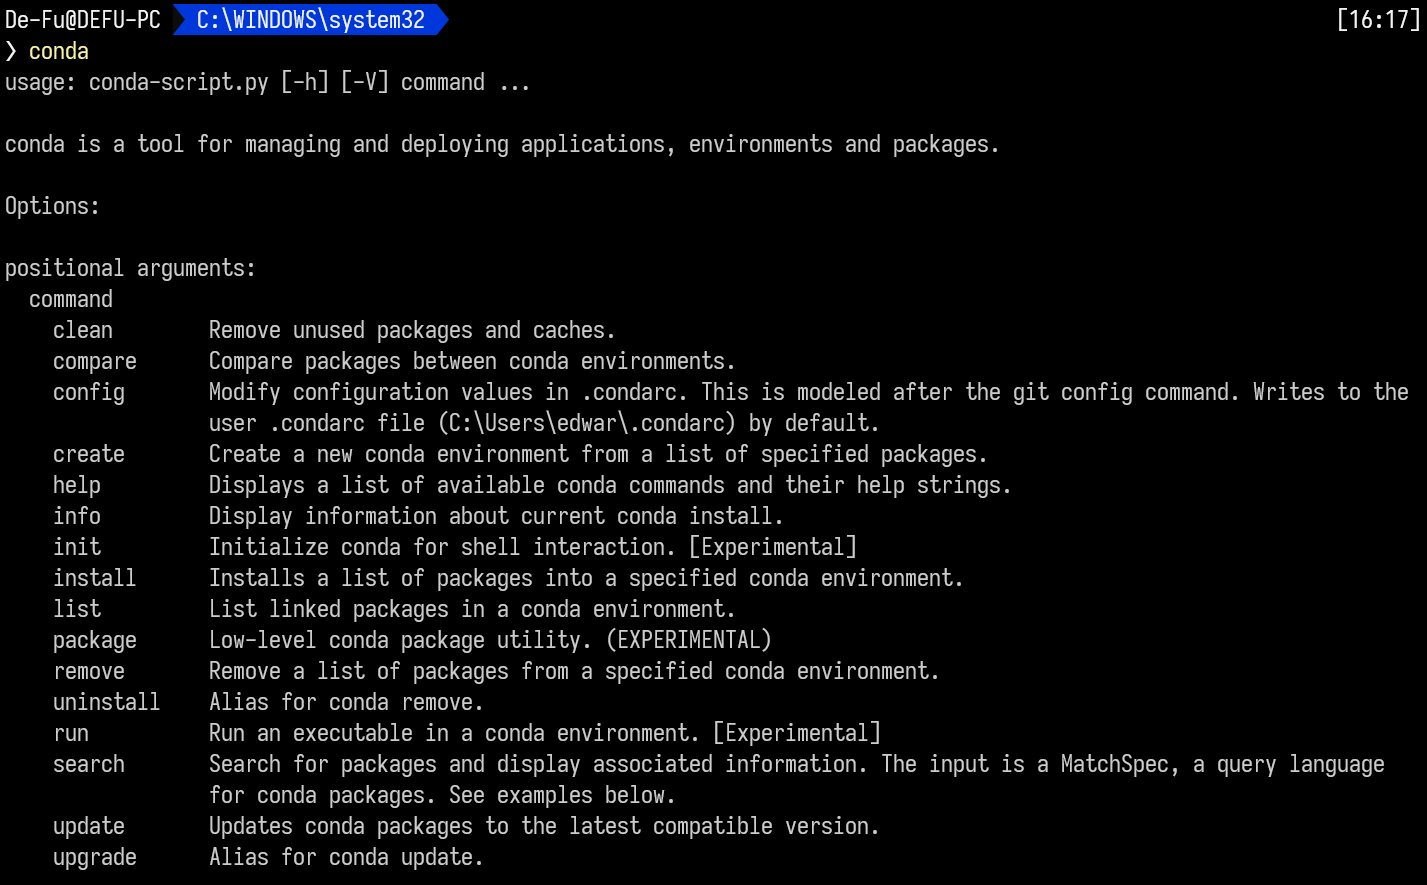 De-Fu@DEFU-PC C:\WINDOWS\system32 [16:17]
❯ conda
usage: conda-script.py [-h] [-V] command ...
conda is a tool for managing and deploying applications, environments and packages.
Options:
positional arguments:
command
clean Remove unused packages and caches.
compare Compare packages between conda environments.
config Modify configuration values in .condarc. This is modeled after the git config command. Writes to the
user .condarc file (C:\Users\edwar\.condarc) by default.
create Create a new conda environment from a list of specified packages.
help Displays a list of available conda commands and their help strings.
info Display information about current conda install.
init Initialize conda for shell interaction. [Experimental]
install Installs a list of packages into a specified conda environment.
list List linked packages in a conda environment.
package Low-level conda package utility. (EXPERIMENTAL)
remove Remove a list of packages from a specified conda environment.
uninstall Alias for conda remove.
run Run an executable in a conda environment. [Experimental]
search Search for packages and display associated information. The input is a MatchSpec, a query language
for conda packages. See examples below.
update Updates conda packages to the latest compatible version.
upgrade Alias for conda update.